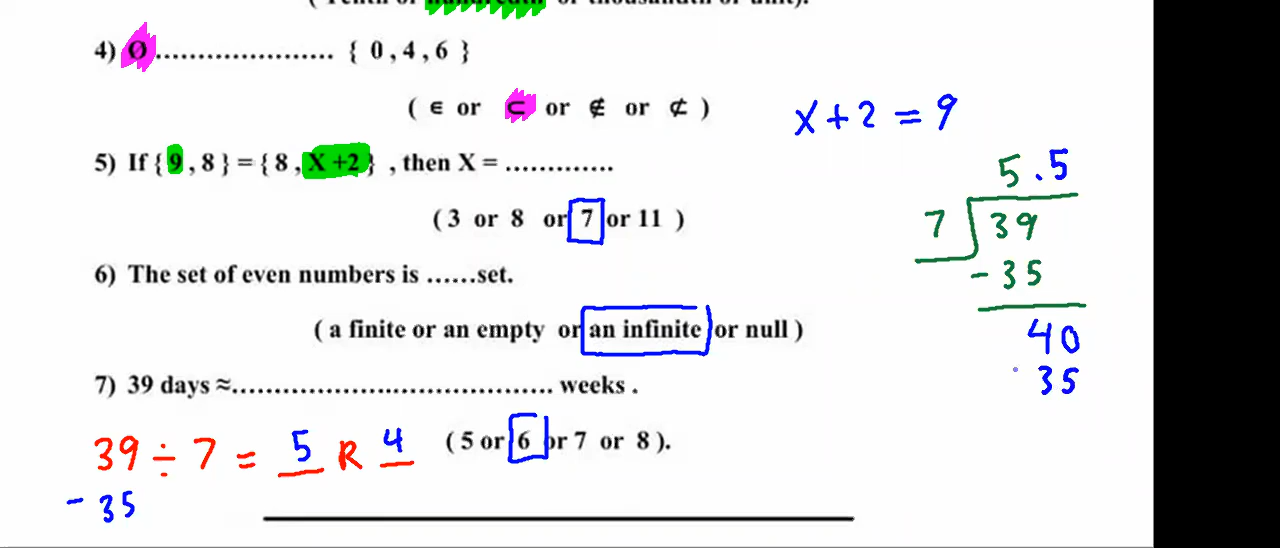 4) Ø..................... { 0 , 4 , 6 }
( ∈ or ⊂ or ∉ or ⊄ )
x + 2 = 9
5) If { 9 , 8 } = { 8 , X +2 } , then X = .............
( 3 or 8 or 7 or 11 )
5.5
7 39
- 35
40
35
6) The set of even numbers is ......set.
( a finite or an empty or an infinite or null )
7) 39 days ≈...................................... weeks .
( 5 or 6 or 7 or 8 ).
39 ÷ 7 = 5 R 4
- 35